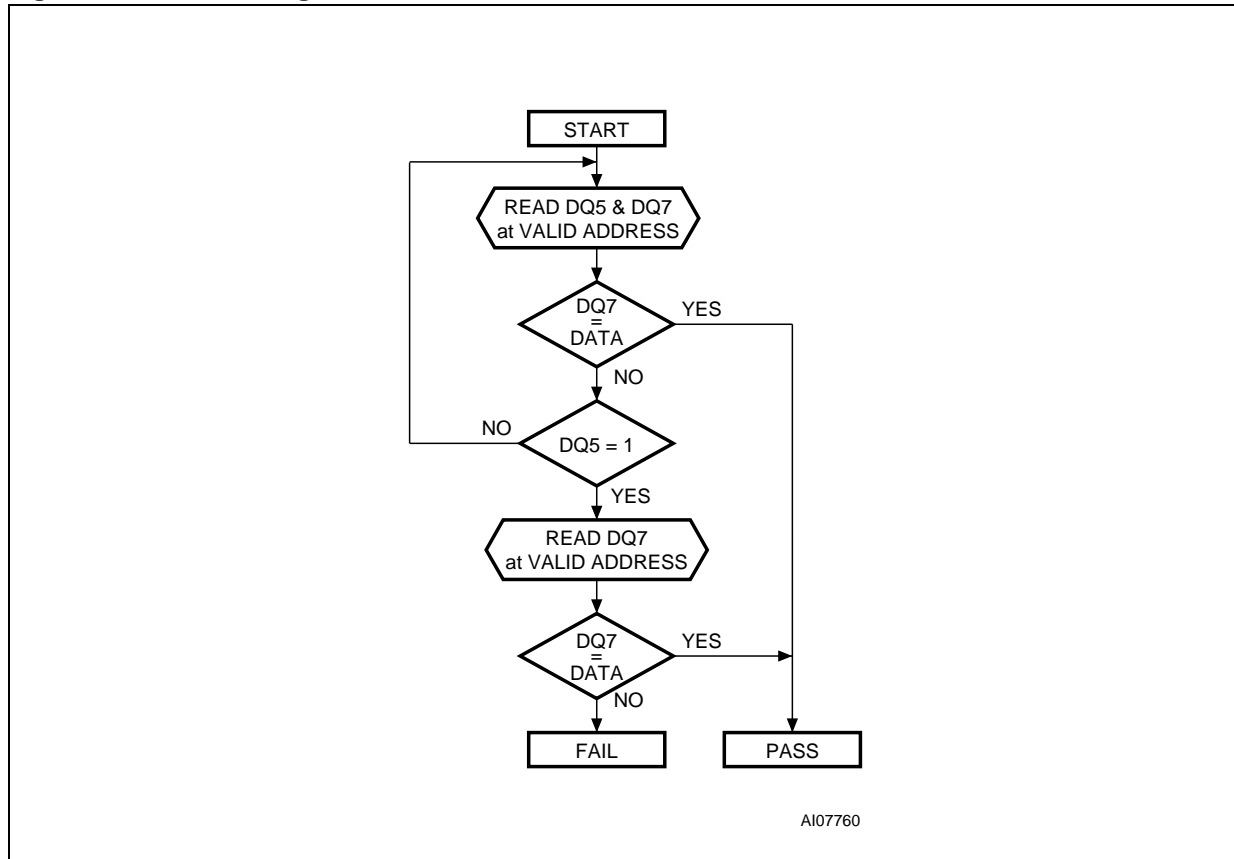 START
READ DQ5 & DQ7
at VALID ADDRESS
DQ7
=
DATA
YES
NO
NO
DQ5 = 1
YES
READ DQ7
at VALID ADDRESS
DQ7
=
DATA
YES
NO
FAIL
PASS
AI07760